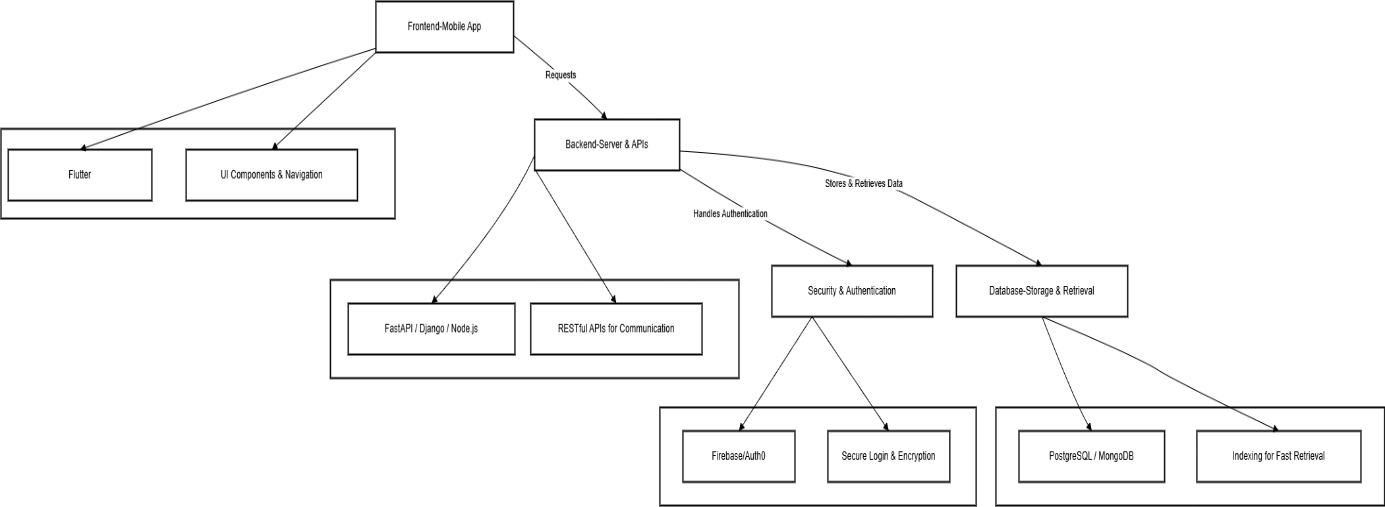 Frontend-Mobile App
Requests
Backend-Server & APIs
Flutter
UI Components & Navigation
Stores & Retrieves Data
Handles Authentication
Security & Authentication
Database-Storage & Retrieval
FastAPI / Django / Node.js
RESTful APIs for Communication
Firebase/Auth0
Secure Login & Encryption
PostgreSQL / MongoDB
Indexing for Fast Retrieval